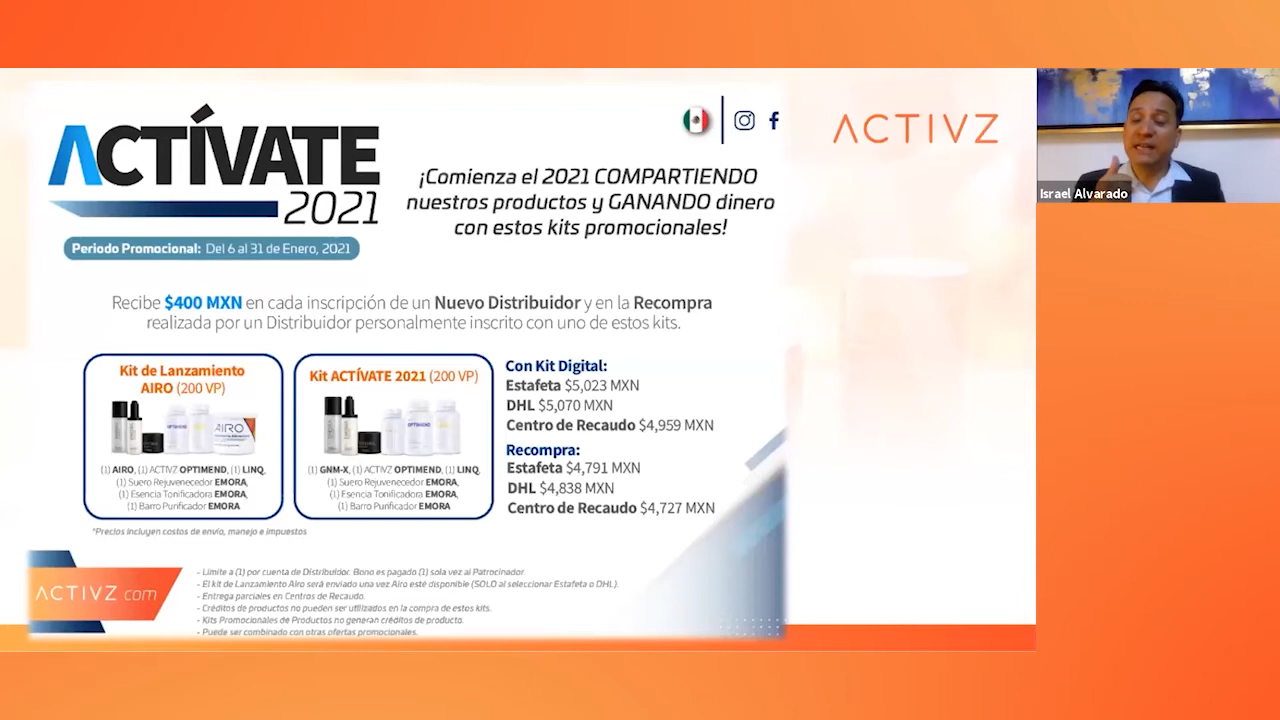 ACTÍVATE
2021
Periodo Promocional: Del 6 al 31 de Enero, 2021
¡Comienza el 2021 COMPARTIENDO
nuestros productos y GANANDO dinero
con estos kits promocionales!
ACTIVZ
Israel Alvarado
Recibe $400 MXN en cada inscripción de un Nuevo Distribuidor y en la Recompra
realizada por un Distribuidor personalmente inscrito con uno de estos kits.
Kit de Lanzamiento
AIRO (200 VP)
OPTIMEND
AIRO
(1) AIRO, (1) ACTIVZ OPTIMEND, (1) LINQ,
(1) Suero Rejuvenecedor EMORA,
(1) Esencia Tonificadora EMORA,
(1) Barro Purificador EMORA
Kit ACTÍVATE 2021 (200 VP)
OPTIMEND
(1) GNM-X, (1) ACTIVZ OPTIMEND, (1) LINQ,
(1) Suero Rejuvenecedor EMORA,
(1) Esencia Tonificadora EMORA,
(1) Barro Purificador EMORA
Con Kit Digital:
Estafeta $5,023 MXN
DHL $5,070 MXN
Centro de Recaudo $4,959 MXN
Recompra:
Estafeta $4,791 MXN
DHL $4,838 MXN
Centro de Recaudo $4,727 MXN
*Precios incluyen costos de envío, manejo e impuestos
ACTIVZ.com
- Limite a (1) por cuenta de Distribuidor. Bono es pagado (1) sola vez al Patrocinador.
- El kit de Lanzamiento Airo será enviado una vez Airo esté disponible (SOLO al seleccionar Estafeta o DHL).
- Entrega parciales en Centros de Recaudo.
- Créditos de productos no pueden ser utilizados en la compra de estos kits.
- Kits Promocionales de Productos no generan créditos de producto.
- Puede ser combinado con otras ofertas promocionales.